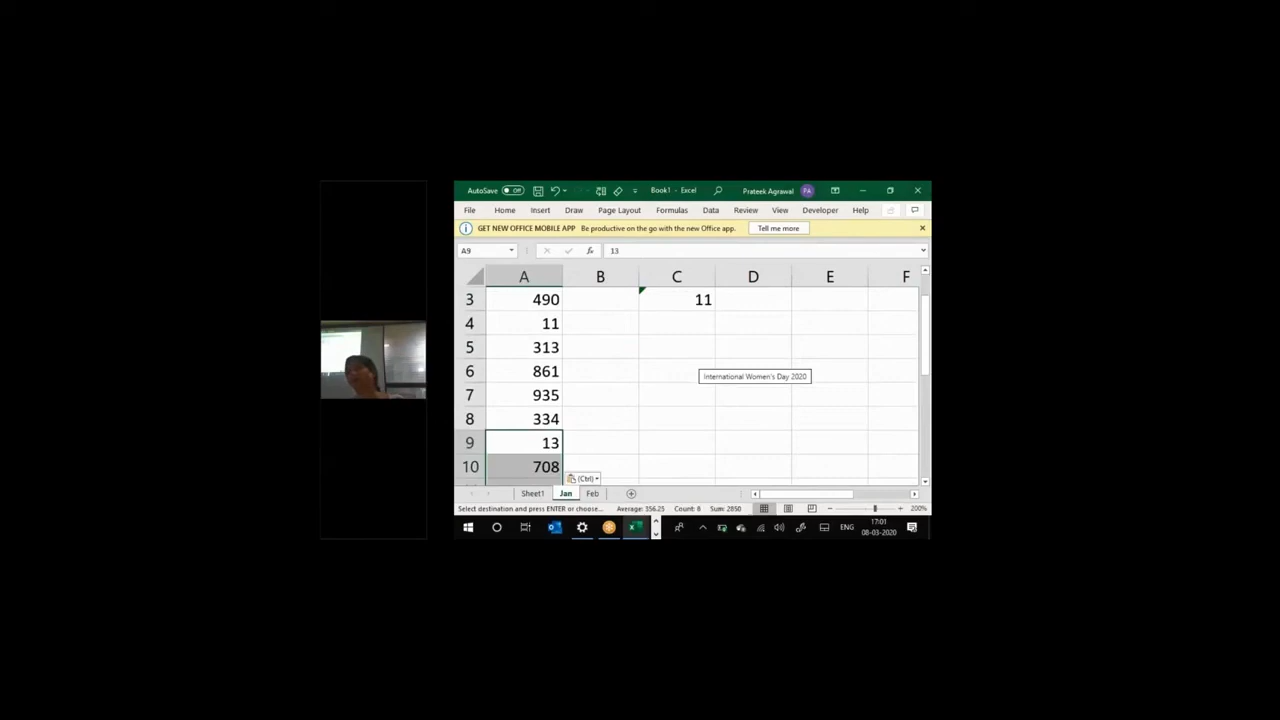 AutoSave Off Book1 - Excel Prateek Agrawal PA
File Home Insert Draw Page Layout Formulas Data Review View Developer Help
GET NEW OFFICE MOBILE APP Be productive on the go with the new Office app. Tell me more
A9 fx 13
A B C D E F
3 490 11
4 11
5 313
6 861
International Women's Day 2020
7 935
8 334
9 13
10 708
(Ctrl)
Sheet1 Jan Feb
Select destination and press ENTER or choose... Average: 356.25 Count: 8 Sum: 2850 200%
ENG 17:01
08-03-2020